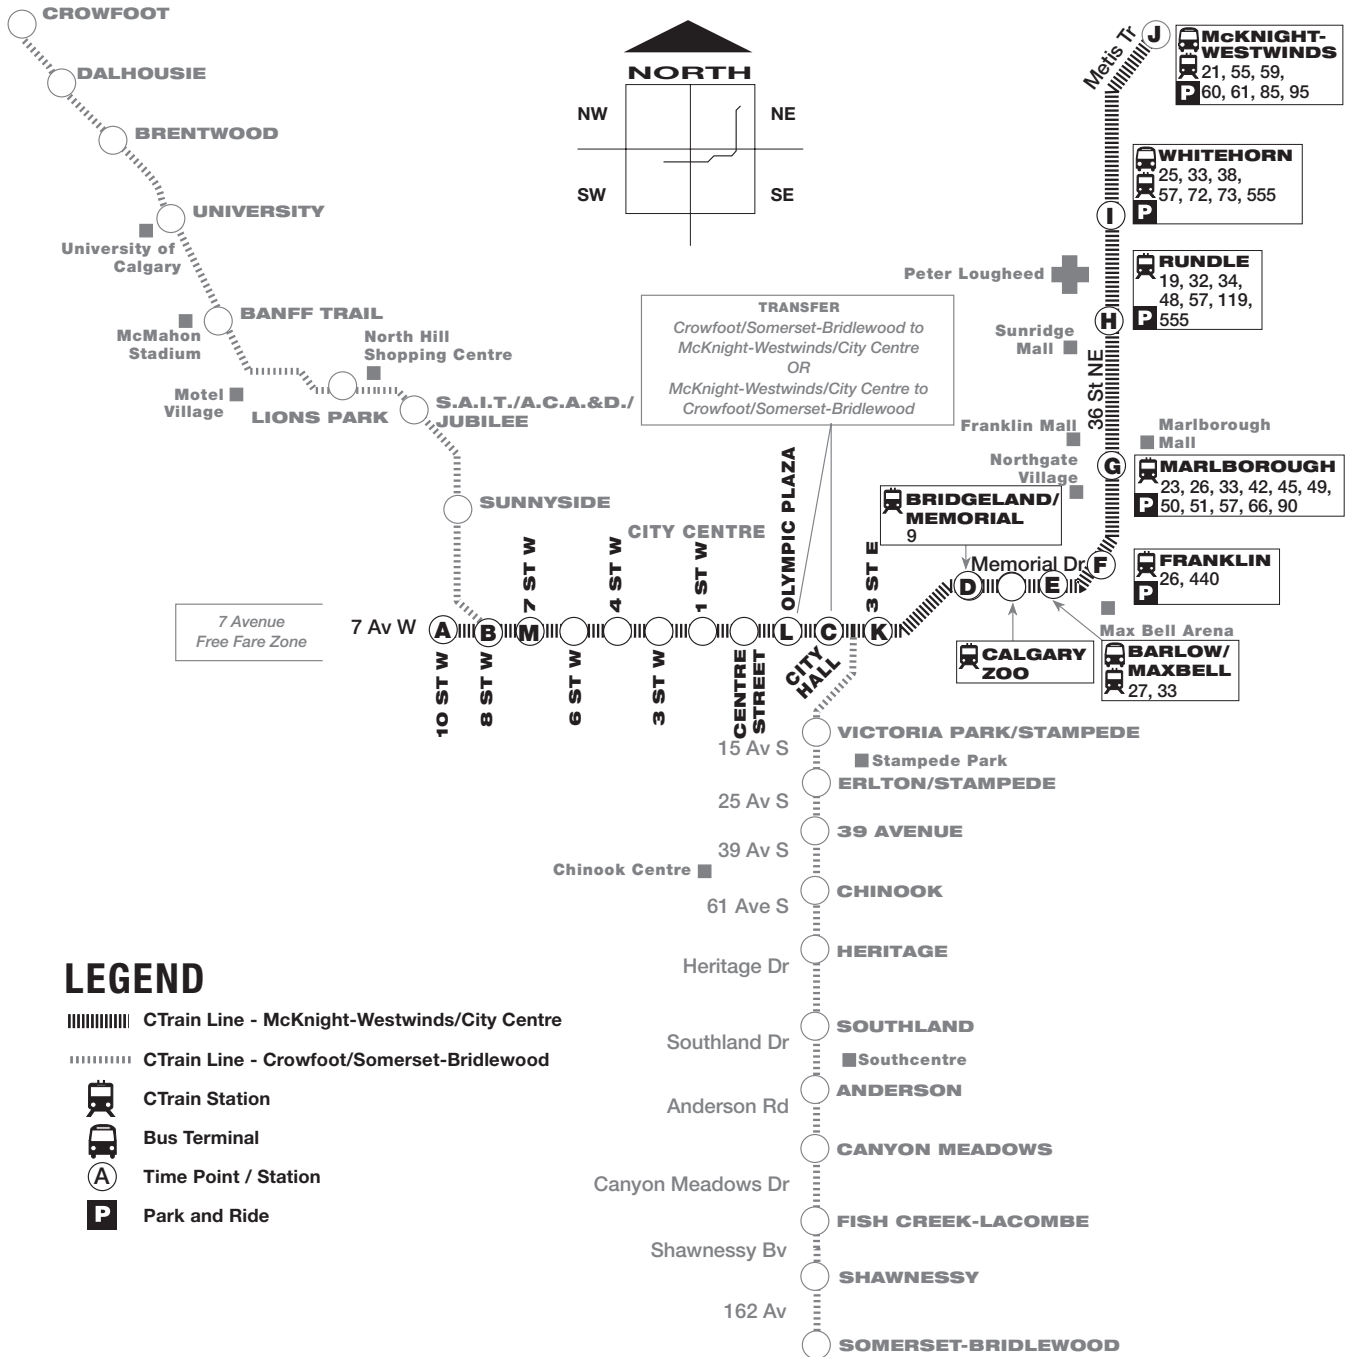 CROWFOOT
DALHOUSIE
BRENTWOOD
UNIVERSITY
University of
Calgary
BANFF TRAIL
McMahon
Stadium
North Hill
Shopping Centre
Motel
Village
LIONS PARK
S.A.I.T./A.C.A.&D./
JUBILEE
SUNNYSIDE
NORTH
NW
NE
SW
SE
TRANSFER
Crowfoot/Somerset-Bridlewood to
McKnight-Westwinds/City Centre
OR
McKnight-Westwinds/City Centre to
Crowfoot/Somerset-Bridlewood
Metis Tr
J
McKNIGHT-
WESTWINDS
21, 55, 59,
P 60, 61, 85, 95
I
WHITEHORN
25, 33, 38,
57, 72, 73, 555
P
Peter Lougheed
H
RUNDLE
19, 32, 34,
48, 57, 119,
P 555
Sunridge
Mall
36 St NE
Franklin Mall
Northgate
Village
Marlborough
Mall
G
MARLBOROUGH
23, 26, 33, 42, 45, 49,
P 50, 51, 57, 66, 90
BRIDGELAND/
MEMORIAL
9
Memorial Dr
D
E
F
FRANKLIN
26, 440
P
Max Bell Arena
CALGARY
ZOO
BARLOW/
MAXBELL
27, 33
CITY CENTRE
7 Avenue
Free Fare Zone
7 Av W
A
B
M
L
C
K
10 ST W
8 ST W
7 ST W
6 ST W
4 ST W
3 ST W
1 ST W
CENTRE
STREET
OLYMPIC PLAZA
CITY
HALL
3 ST E
VICTORIA PARK/STAMPEDE
15 Av S
Stampede Park
ERLTON/STAMPEDE
25 Av S
39 AVENUE
39 Av S
Chinook Centre
CHINOOK
61 Ave S
HERITAGE
Heritage Dr
SOUTHLAND
Southland Dr
Southcentre
ANDERSON
Anderson Rd
CANYON MEADOWS
Canyon Meadows Dr
FISH CREEK-LACOMBE
Shawnessy Bv
SHAWNESSY
162 Av
SOMERSET-BRIDLEWOOD
LEGEND
CTrain Line - McKnight-Westwinds/City Centre
CTrain Line - Crowfoot/Somerset-Bridlewood
CTrain Station
Bus Terminal
A Time Point / Station
P Park and Ride